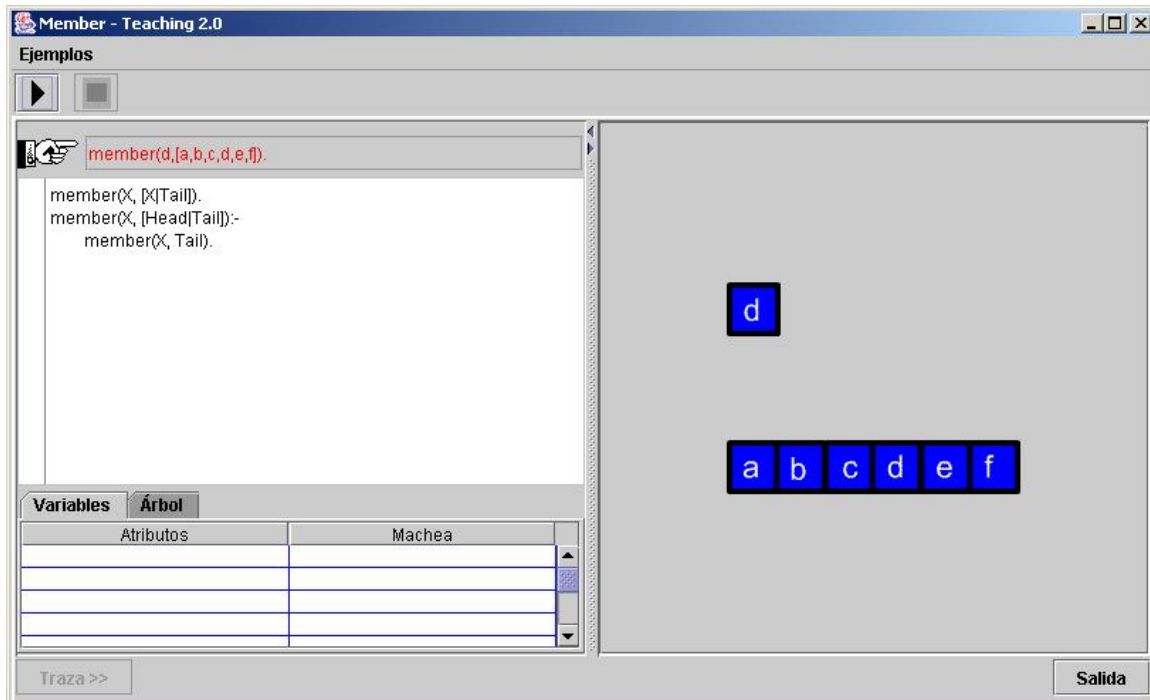 Member - Teaching 2.0
Ejemplos
member(d,[a,b,c,d,e,f]).
member(X, [X|Tail]).
member(X, [Head|Tail]):-
member(X, Tail).
d
a b c d e f
Variables Árbol
Atributos Machea
Traza >> Salida